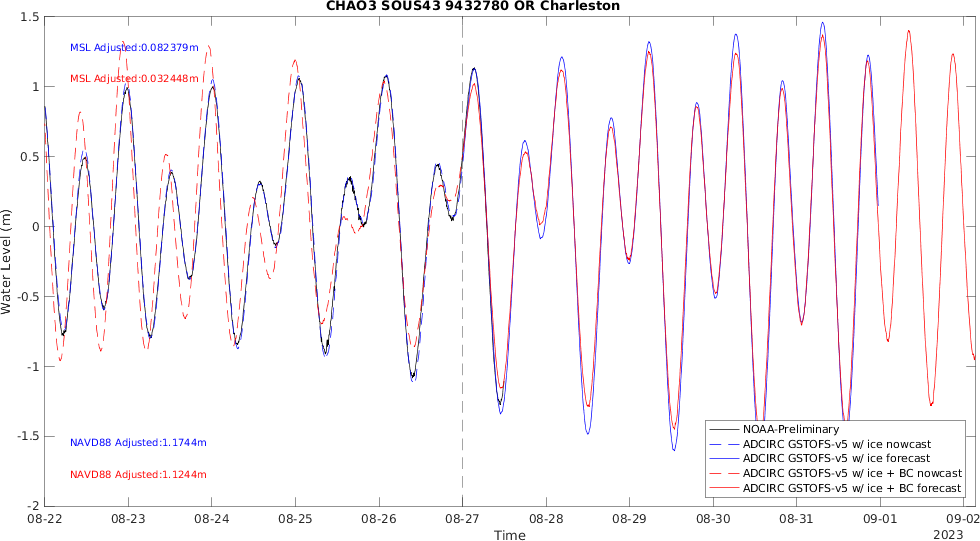 CHAO3 SOUS43 9432780 OR Charleston
1.5
MSL Adjusted:0.082379m
MSL Adjusted:0.032448m
1
0.5
0
-0.5
-1
-1.5
-2
Water Level (m)
NAVD88 Adjusted:1.1744m
NAVD88 Adjusted:1.1244m
NOAA-Preliminary
ADCIRC GSTOFS-v5 w/ ice nowcast
ADCIRC GSTOFS-v5 w/ ice forecast
ADCIRC GSTOFS-v5 w/ ice + BC nowcast
ADCIRC GSTOFS-v5 w/ ice + BC forecast
08-22 08-23 08-24 08-25 08-26 08-27 08-28 08-29 08-30 08-31 09-01 09-02
2023
Time